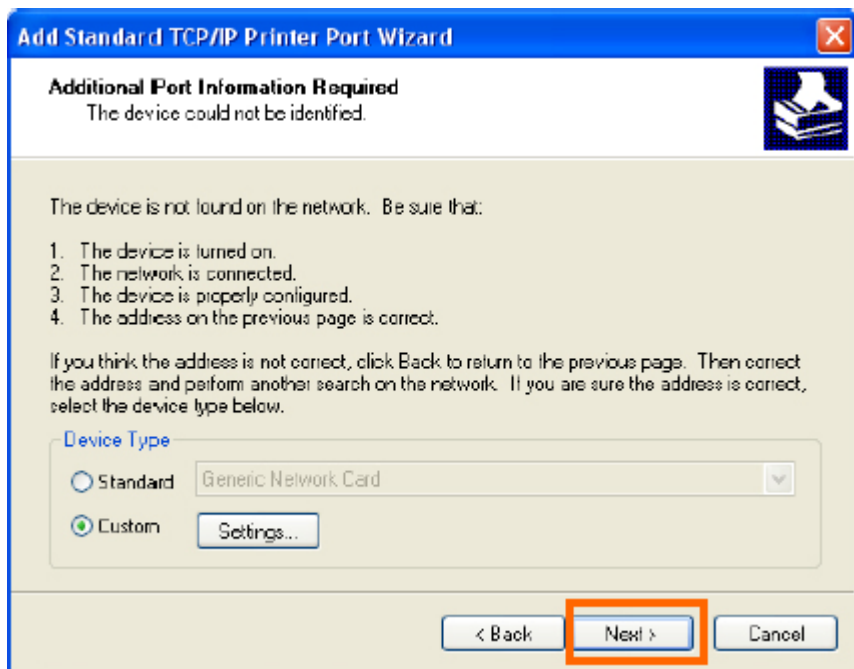 Add Standard TCP/IP Printer Port Wizard
Additional Port Information Required
The device could not be identified.
The device is not found on the network. Be sure that:
1. The device is turned on.
2. The network is connected.
3. The device is properly configured.
4. The address on the previous page is correct.
If you think the address is not correct, click Back to return to the previous page. Then correct
the address and perform another search on the network. If you are sure the address is correct,
select the device type below.
Device Type
Standard Generic Network Card
Custom Settings...
< Back Next > Cancel